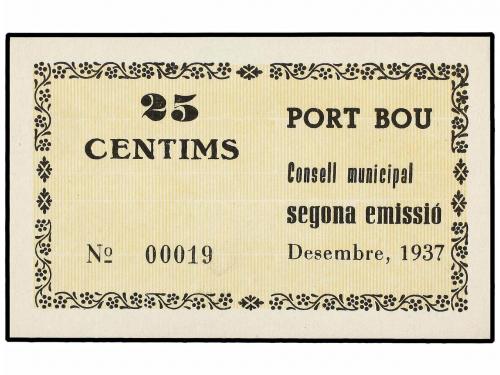 25
CENTIMS
Nº 00019
PORT BOU
Consell municipal
segona emissió
Desembre, 1937